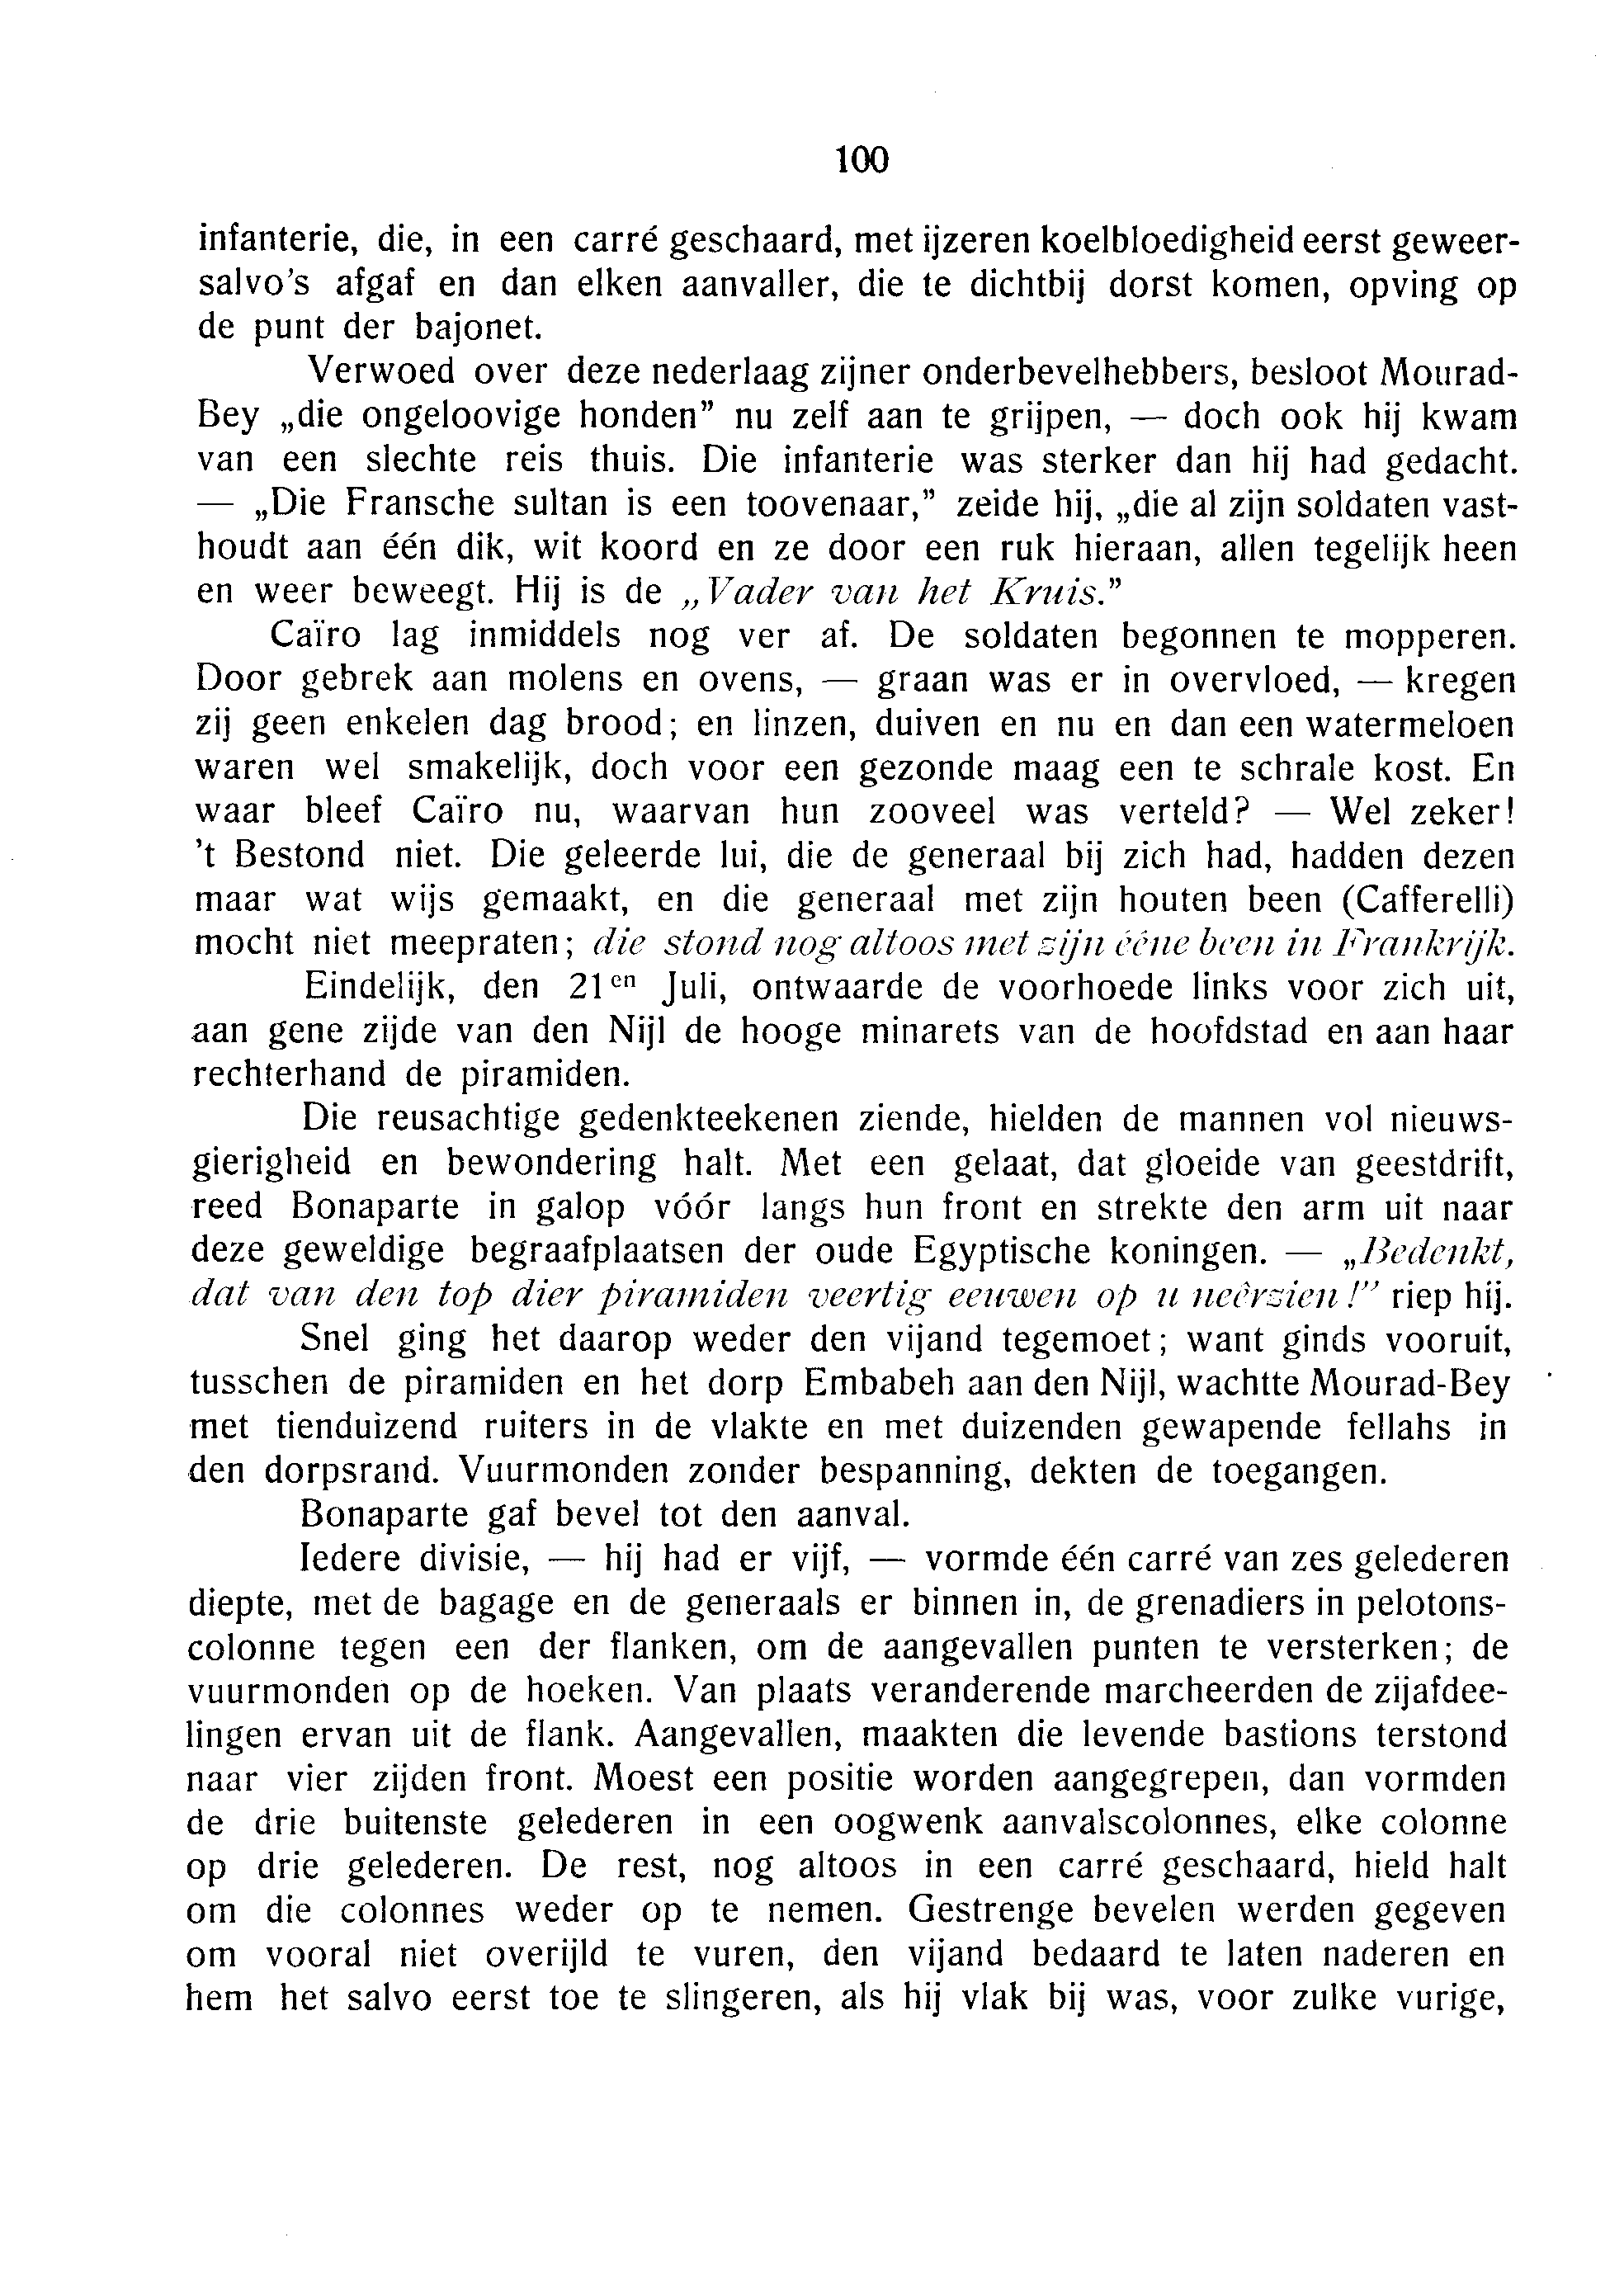 100
infanterie, die, in een carré geschaard, met ijzeren koelbloedigheid eerst geweer-
salvo's afgaf en dan elken aanvaller, die te dichtbij dorst komen, opving op
de punt der bajonet.
Verwoed over deze nederlaag zijner onderbevelhebbers, besloot Mourad-
Bey „die ongeloovige honden” nu zelf aan te grijpen, — doch ook hij kwam
van een slechte reis thuis. Die infanterie was sterker dan hij had gedacht.
— „Die Fransche sultan is een toovenaar,” zeide hij, „die al zijn soldaten vast-
houdt aan één dik, wit koord en ze door een ruk hieraan, allen tegelijk heen
en weer beweegt. Hij is de „Vader van het Kruis.”
Caïro lag inmiddels nog ver af. De soldaten begonnen te mopperen.
Door gebrek aan molens en ovens, — graan was er in overvloed, — kregen
zij geen enkelen dag brood; en linzen, duiven en nu en dan een watermeloen
waren wel smakelijk, doch voor een gezonde maag een te schrale kost. En
waar bleef Caïro nu, waarvan hun zooveel was verteld? — Wel zeker!
't Bestond niet. Die geleerde lui, die de generaal bij zich had, hadden dezen
maar wat wijs gemaakt, en die generaal met zijn houten been (Cafferelli)
mocht niet meepraten; die stond nog altoos met zijn ééne been in Frankrijk.
Eindelijk, den 21en Juli, ontwaarde de voorhoede links voor zich uit,
aan gene zijde van den Nijl de hooge minarets van de hoofdstad en aan haar
rechterhand de piramiden.
Die reusachtige gedenkteekenen ziende, hielden de mannen vol nieuws-
gierigheid en bewondering halt. Met een gelaat, dat gloeide van geestdrift,
reed Bonaparte in galop vóór langs hun front en strekte den arm uit naar
deze geweldige begraafplaatsen der oude Egyptische koningen. — „Bedenkt,
dat van den top dier piramiden veertig eeuwen op u neêrzien!” riep hij.
Snel ging het daarop weder den vijand tegemoet; want ginds vooruit,
tusschen de piramiden en het dorp Embabeh aan den Nijl, wachtte Mourad-Bey
met tienduizend ruiters in de vlakte en met duizenden gewapende fellahs in
den dorpsrand. Vuurmonden zonder bespanning, dekten de toegangen.
Bonaparte gaf bevel tot den aanval.
Iedere divisie, — hij had er vijf, — vormde één carré van zes gelederen
diepte, met de bagage en de generaals er binnen in, de grenadiers in pelotons-
colonne tegen een der flanken, om de aangevallen punten te versterken; de
vuurmonden op de hoeken. Van plaats veranderende marcheerden de zijafdee-
lingen ervan uit de flank. Aangevallen, maakten die levende bastions terstond
naar vier zijden front. Moest een positie worden aangegrepen, dan vormden
de drie buitenste gelederen in een oogwenk aanvalscolonnes, elke colonne
op drie gelederen. De rest, nog altoos in een carré geschaard, hield halt
om die colonnes weder op te nemen. Gestrenge bevelen werden gegeven
om vooral niet overijld te vuren, den vijand bedaard te laten naderen en
hem het salvo eerst toe te slingeren, als hij vlak bij was, voor zulke vurige,